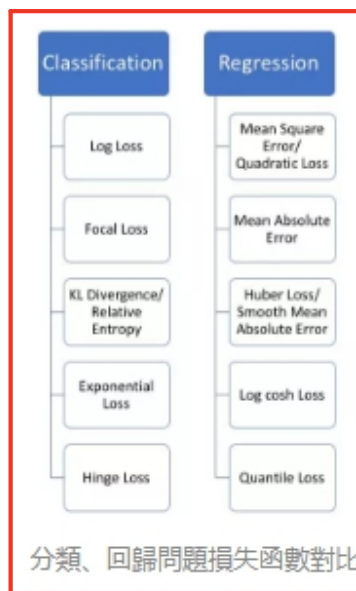 Classification
Log Loss
Focal Loss
KL Divergence/
Relative
Entropy
Exponential
Loss
Hinge Loss
Regression
Mean Square
Error/
Quadratic Loss
Mean Absolute
Error
Huber Loss/
Smooth Mean
Absolute Error
Log cosh Loss
Quantile Loss
分類、回歸問題損失函數對比